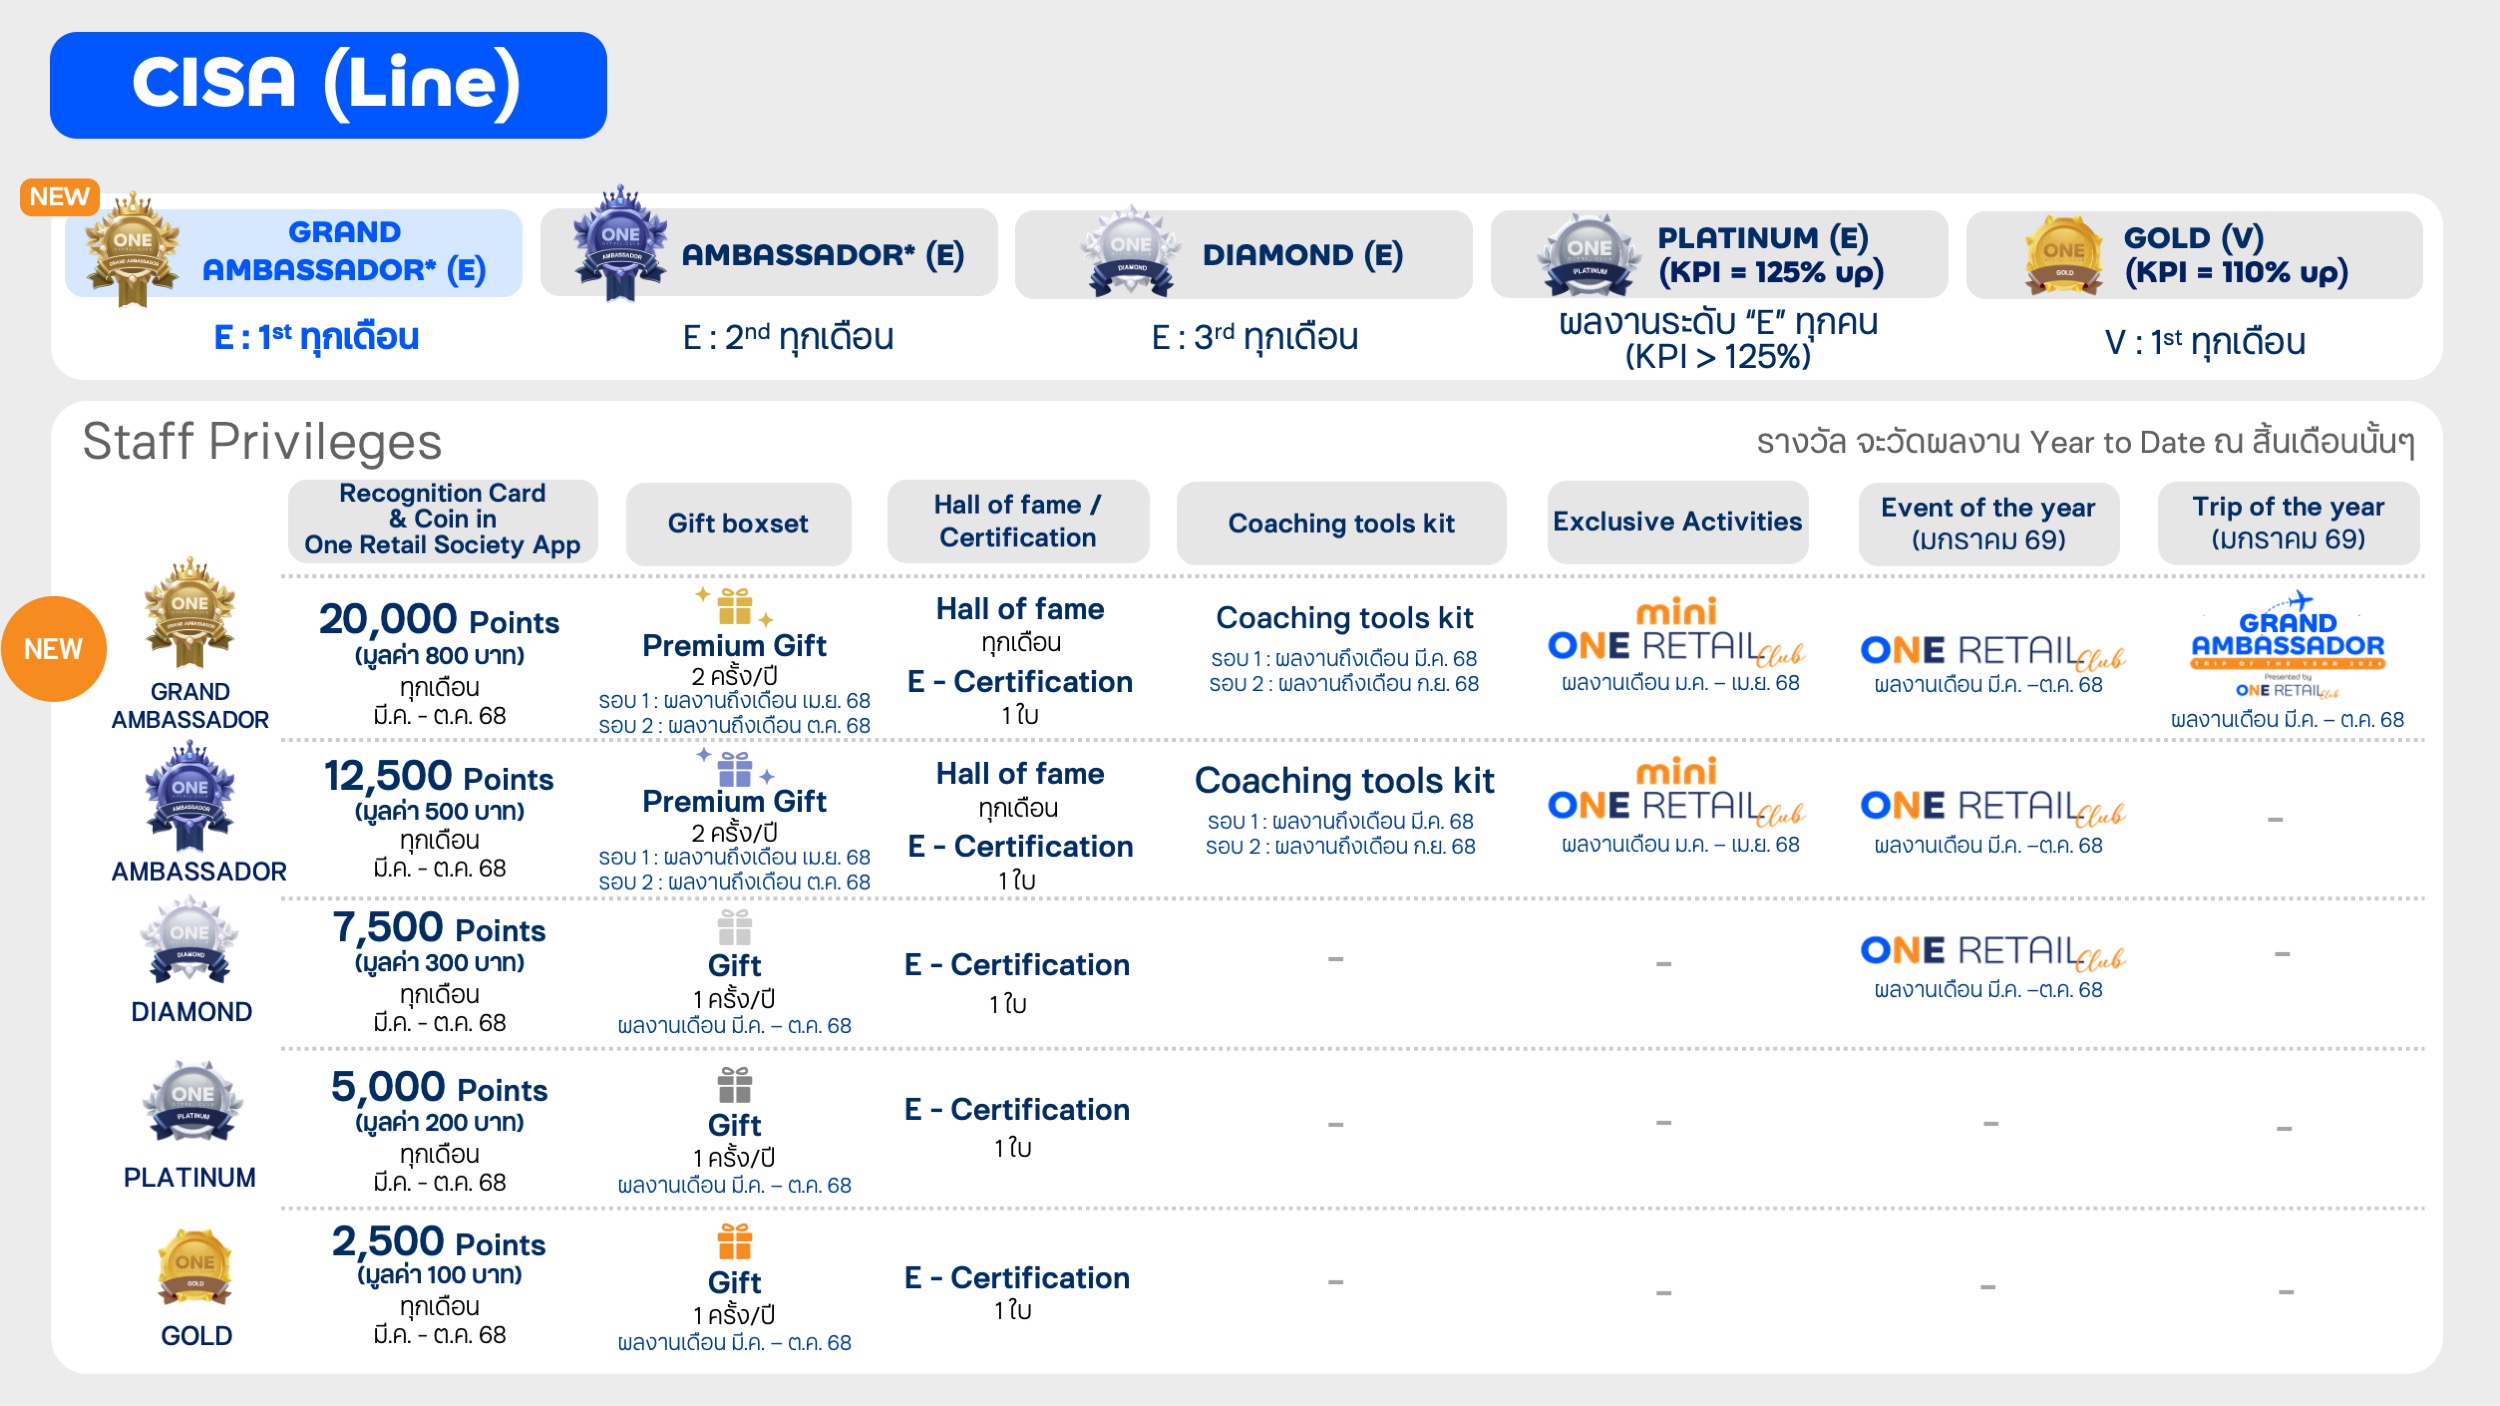 CISA (Line)
NEW
GRAND
AMBASSADOR* (E)
E : 1st ทุกเดือน
AMBASSADOR* (E)
E : 2nd ทุกเดือน
DIAMOND (E)
E : 3rd ทุกเดือน
PLATINUM (E)
(KPI = 125% up)
ผลงานระดับ “E” ทุกคน
(KPI > 125%)
GOLD (V)
(KPI = 110% up)
V : 1st ทุกเดือน
Staff Privileges
รางวัล จะวัดผลงาน Year to Date ณ สิ้นเดือนนั้นๆ
Recognition Card
& Coin in
One Retail Society App
Gift boxset
Hall of fame /
Certification
Coaching tools kit
Exclusive Activities
Event of the year
(มกราคม 69)
Trip of the year
(มกราคม 69)
NEW
GRAND
AMBASSADOR
20,000 Points
(มูลค่า 800 บาท)
ทุกเดือน
มี.ค. - ต.ค. 68
Premium Gift
2 ครั้ง/ปี
รอบ 1 : ผลงานถึงเดือน เม.ย. 68
รอบ 2 : ผลงานถึงเดือน ต.ค. 68
Hall of fame
ทุกเดือน
E - Certification
1 ใบ
Coaching tools kit
รอบ 1 : ผลงานถึงเดือน มี.ค. 68
รอบ 2 : ผลงานถึงเดือน ก.ย. 68
mini
ONE RETAIL Club
ผลงานเดือน ม.ค. – เม.ย. 68
ONE RETAIL Club
ผลงานเดือน มี.ค. –ต.ค. 68
GRAND
AMBASSADOR
TRIP OF THE YEAR 2024
Presented by
ONE RETAIL Club
ผลงานเดือน มี.ค. – ต.ค. 68
AMBASSADOR
12,500 Points
(มูลค่า 500 บาท)
ทุกเดือน
มี.ค. - ต.ค. 68
Premium Gift
2 ครั้ง/ปี
รอบ 1 : ผลงานถึงเดือน เม.ย. 68
รอบ 2 : ผลงานถึงเดือน ต.ค. 68
Hall of fame
ทุกเดือน
E - Certification
1 ใบ
Coaching tools kit
รอบ 1 : ผลงานถึงเดือน มี.ค. 68
รอบ 2 : ผลงานถึงเดือน ก.ย. 68
mini
ONE RETAIL Club
ผลงานเดือน ม.ค. – เม.ย. 68
ONE RETAIL Club
ผลงานเดือน มี.ค. –ต.ค. 68
-
DIAMOND
7,500 Points
(มูลค่า 300 บาท)
ทุกเดือน
มี.ค. - ต.ค. 68
Gift
1 ครั้ง/ปี
ผลงานเดือน มี.ค. – ต.ค. 68
E - Certification
1 ใบ
-
-
ONE RETAIL Club
ผลงานเดือน มี.ค. –ต.ค. 68
-
PLATINUM
5,000 Points
(มูลค่า 200 บาท)
ทุกเดือน
มี.ค. - ต.ค. 68
Gift
1 ครั้ง/ปี
ผลงานเดือน มี.ค. – ต.ค. 68
E - Certification
1 ใบ
-
-
-
-
GOLD
2,500 Points
(มูลค่า 100 บาท)
ทุกเดือน
มี.ค. - ต.ค. 68
Gift
1 ครั้ง/ปี
ผลงานเดือน มี.ค. – ต.ค. 68
E - Certification
1 ใบ
-
-
-
-